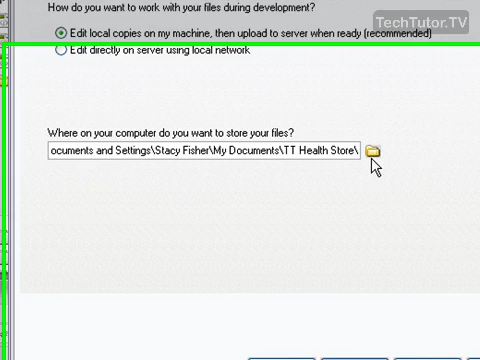 TechTutor.TV
How do you want to work with your files during development?
Edit local copies on my machine, then upload to server when ready (recommended)
Edit directly on server using local network
Where on your computer do you want to store your files?
ocuments and Settings\Stacy Fisher\My Documents\TT Health Store\